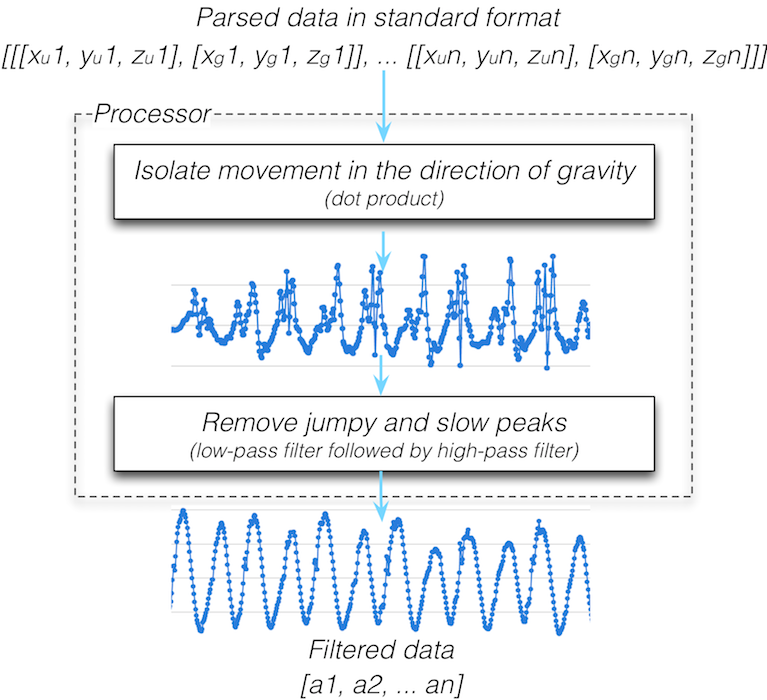 Parsed data in standard format
[[[xu1, yu1, zu1], [xg1, yg1, zg1]], ... [[xun, yun, zun], [xgn, ygn, zgn]]]
Processor
Isolate movement in the direction of gravity
(dot product)
Remove jumpy and slow peaks
(low-pass filter followed by high-pass filter)
Filtered data
[a1, a2, ... an]